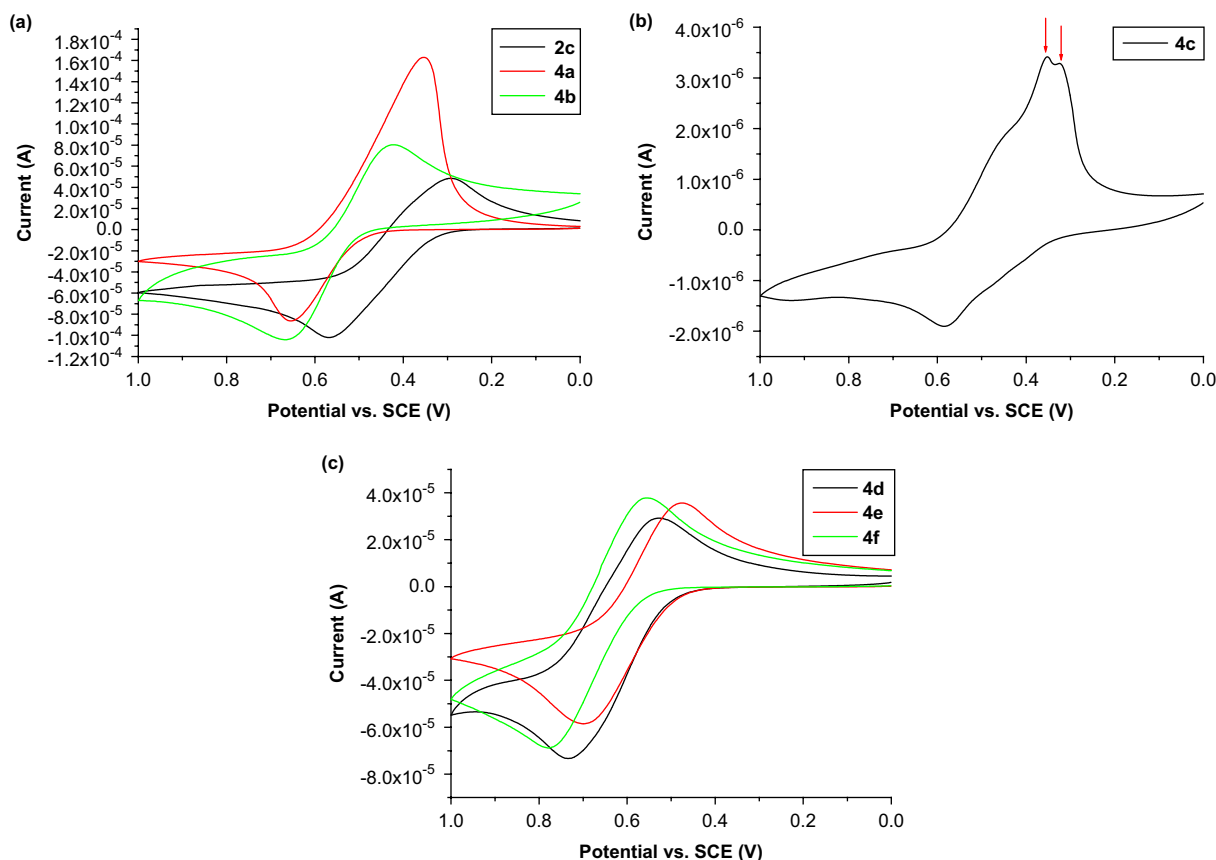 (a)
1.8x10⁻⁴
1.6x10⁻⁴
1.4x10⁻⁴
1.2x10⁻⁴
1.0x10⁻⁴
8.0x10⁻⁵
6.0x10⁻⁵
4.0x10⁻⁵
2.0x10⁻⁵
0.0
-2.0x10⁻⁵
-4.0x10⁻⁵
-6.0x10⁻⁵
-8.0x10⁻⁵
-1.0x10⁻⁴
-1.2x10⁻⁴
Current (A)
2c
4a
4b
1.0 0.8 0.6 0.4 0.2 0.0
Potential vs. SCE (V)
(b)
4.0x10⁻⁶
3.0x10⁻⁶
2.0x10⁻⁶
1.0x10⁻⁶
0.0
-1.0x10⁻⁶
-2.0x10⁻⁶
Current (A)
4c
1.0 0.8 0.6 0.4 0.2 0.0
Potential vs. SCE (V)
(c)
4.0x10⁻⁵
2.0x10⁻⁵
0.0
-2.0x10⁻⁵
-4.0x10⁻⁵
-6.0x10⁻⁵
-8.0x10⁻⁵
Current (A)
4d
4e
4f
1.0 0.8 0.6 0.4 0.2 0.0
Potential vs. SCE (V)